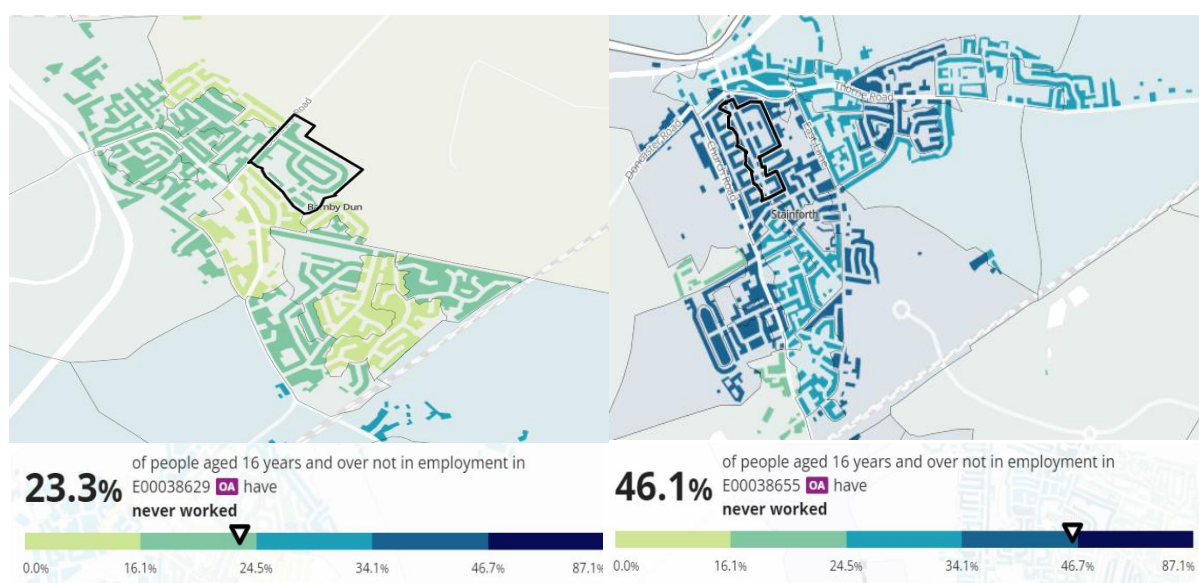 Road
Barnby Dun
Doncaster Road
Church Road
East Lane
Thorne Road
Stainforth
23.3%
of people aged 16 years and over not in employment in
E00038629 OA have
never worked
0.0% 16.1% 24.5% 34.1% 46.7% 87.1%
46.1%
of people aged 16 years and over not in employment in
E00038655 OA have
never worked
0.0% 16.1% 24.5% 34.1% 46.7% 87.1%